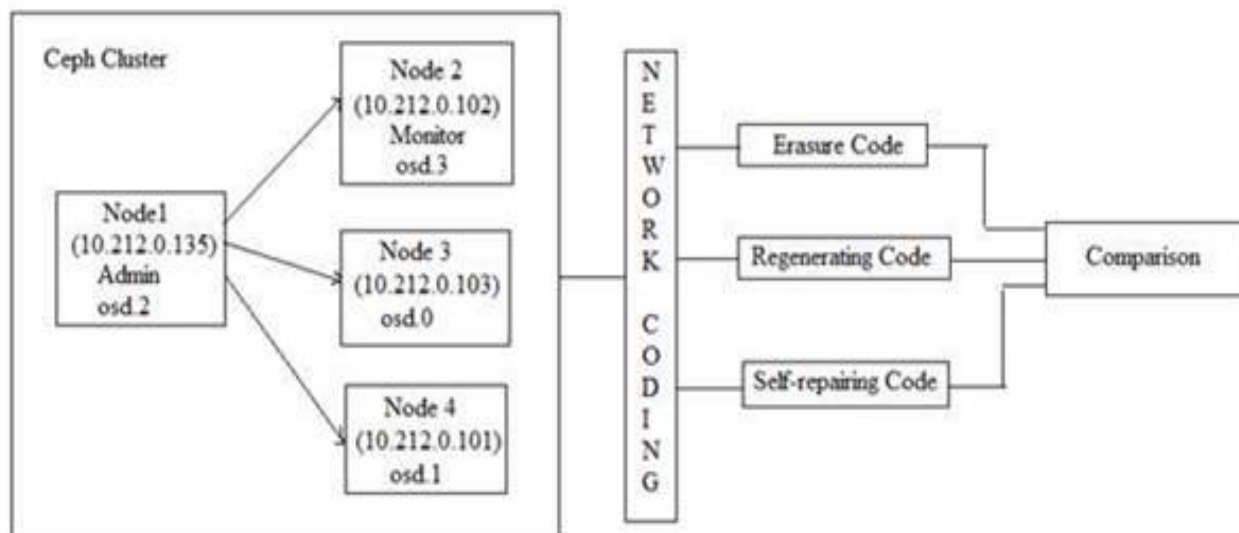 Ceph Cluster
Node1
(10.212.0.135)
Admin
osd.2
Node 2
(10.212.0.102)
Monitor
osd.3
Node 3
(10.212.0.103)
osd.0
Node 4
(10.212.0.101)
osd.1
NETWORK CODING
Erasure Code
Regenerating Code
Self-repairing Code
Comparison